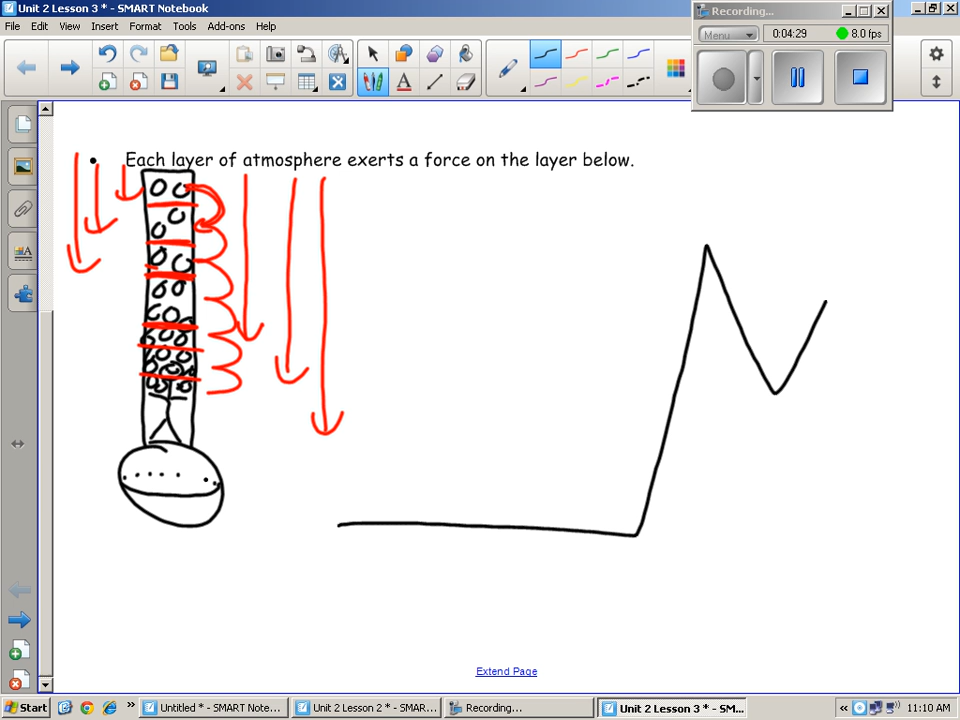 Unit 2 Lesson 3 * - SMART Notebook
Recording...
File Edit View Insert Format Tools Add-ons Help
Menu 0:04:29 8.0 fps
• Each layer of atmosphere exerts a force on the layer below.
Extend Page
Start » Untitled * - SMART Note... Unit 2 Lesson 2 * - SMAR... Recording... Unit 2 Lesson 3 * - SM... « 11:10 AM